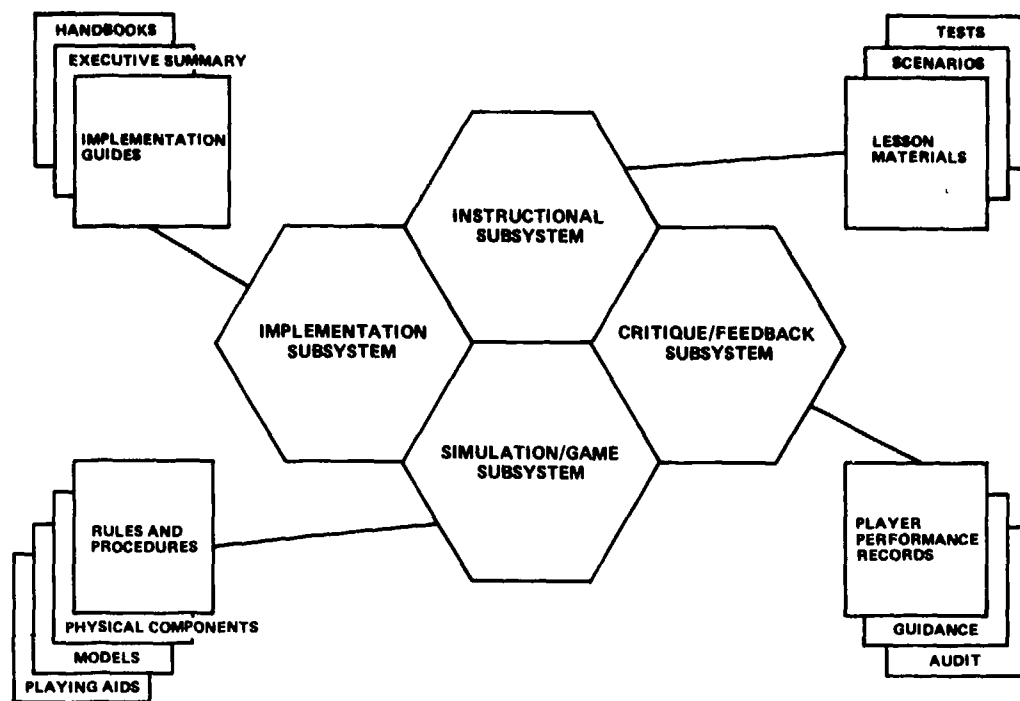 HANDBOOKS
EXECUTIVE SUMMARY
IMPLEMENTATION
GUIDES
TESTS
SCENARIOS
LESSON
MATERIALS
INSTRUCTIONAL
SUBSYSTEM
IMPLEMENTATION
SUBSYSTEM
CRITIQUE/FEEDBACK
SUBSYSTEM
SIMULATION/GAME
SUBSYSTEM
RULES AND
PROCEDURES
PHYSICAL COMPONENTS
MODELS
PLAYING AIDS
PLAYER
PERFORMANCE
RECORDS
GUIDANCE
AUDIT